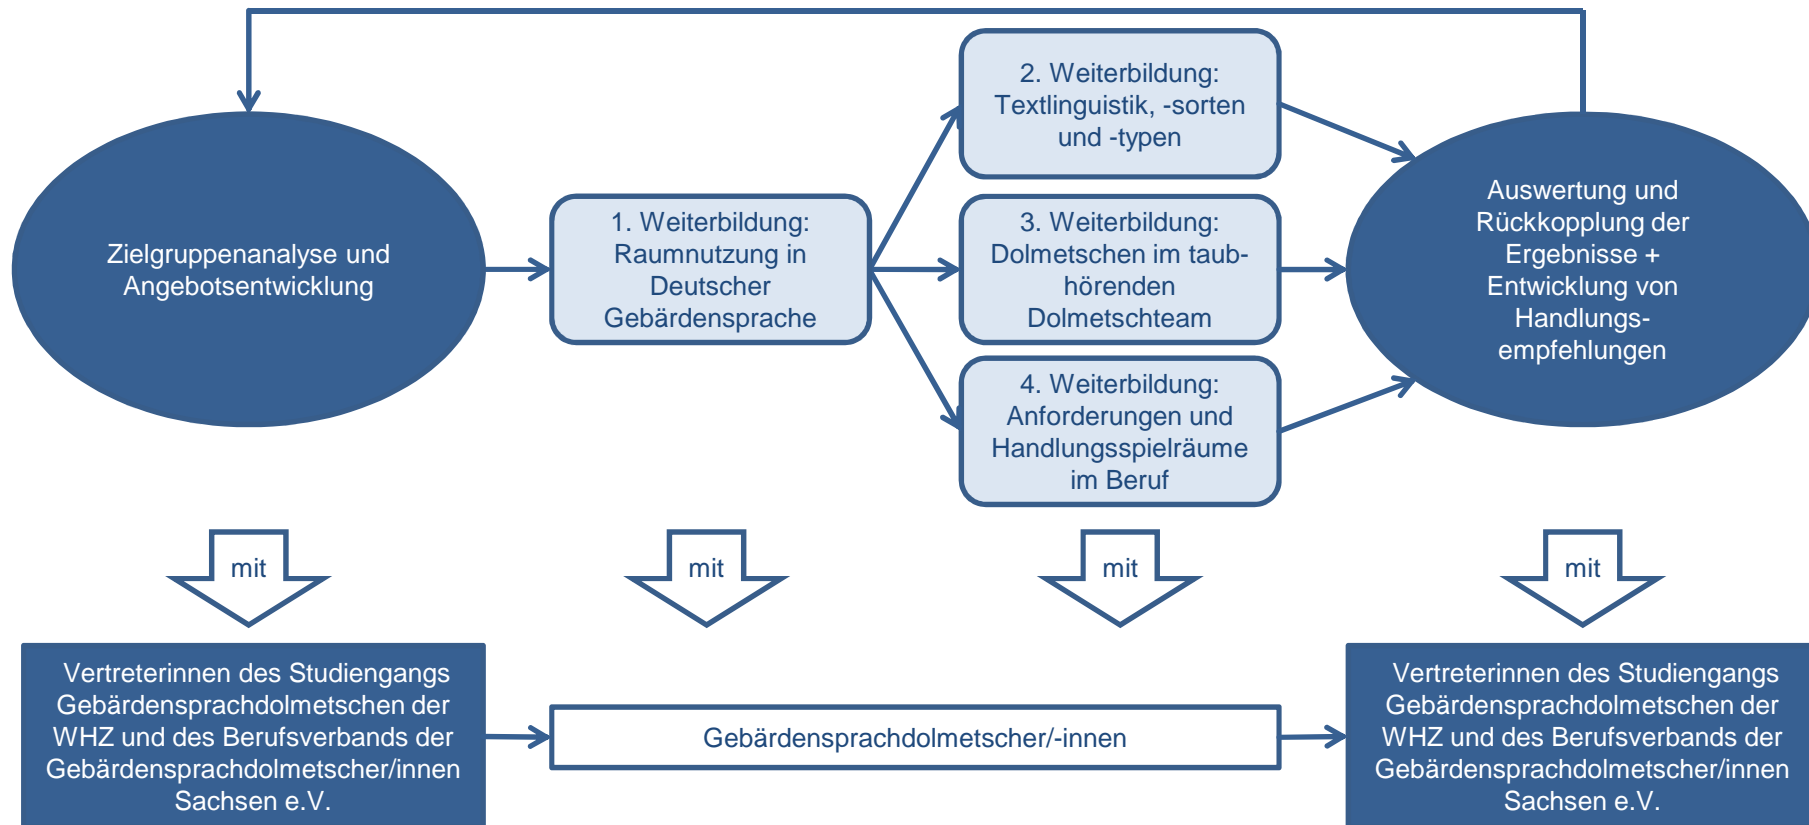 Zielgruppenanalyse und
Angebotsentwicklung
1. Weiterbildung:
Raumnutzung in
Deutscher
Gebärdensprache
2. Weiterbildung:
Textlinguistik, -sorten
und -typen
3. Weiterbildung:
Dolmetschen im taub-
hörenden
Dolmetschteam
4. Weiterbildung:
Anforderungen und
Handlungsspielräume
im Beruf
Auswertung und
Rückkopplung der
Ergebnisse +
Entwicklung von
Handlungs-
empfehlungen
mit
mit
mit
mit
Vertreterinnen des Studiengangs
Gebärdensprachdolmetschen der
WHZ und des Berufsverbands der
Gebärdensprachdolmetscher/innen
Sachsen e.V.
Gebärdensprachdolmetscher/-innen
Vertreterinnen des Studiengangs
Gebärdensprachdolmetschen der
WHZ und des Berufsverbands der
Gebärdensprachdolmetscher/innen
Sachsen e.V.